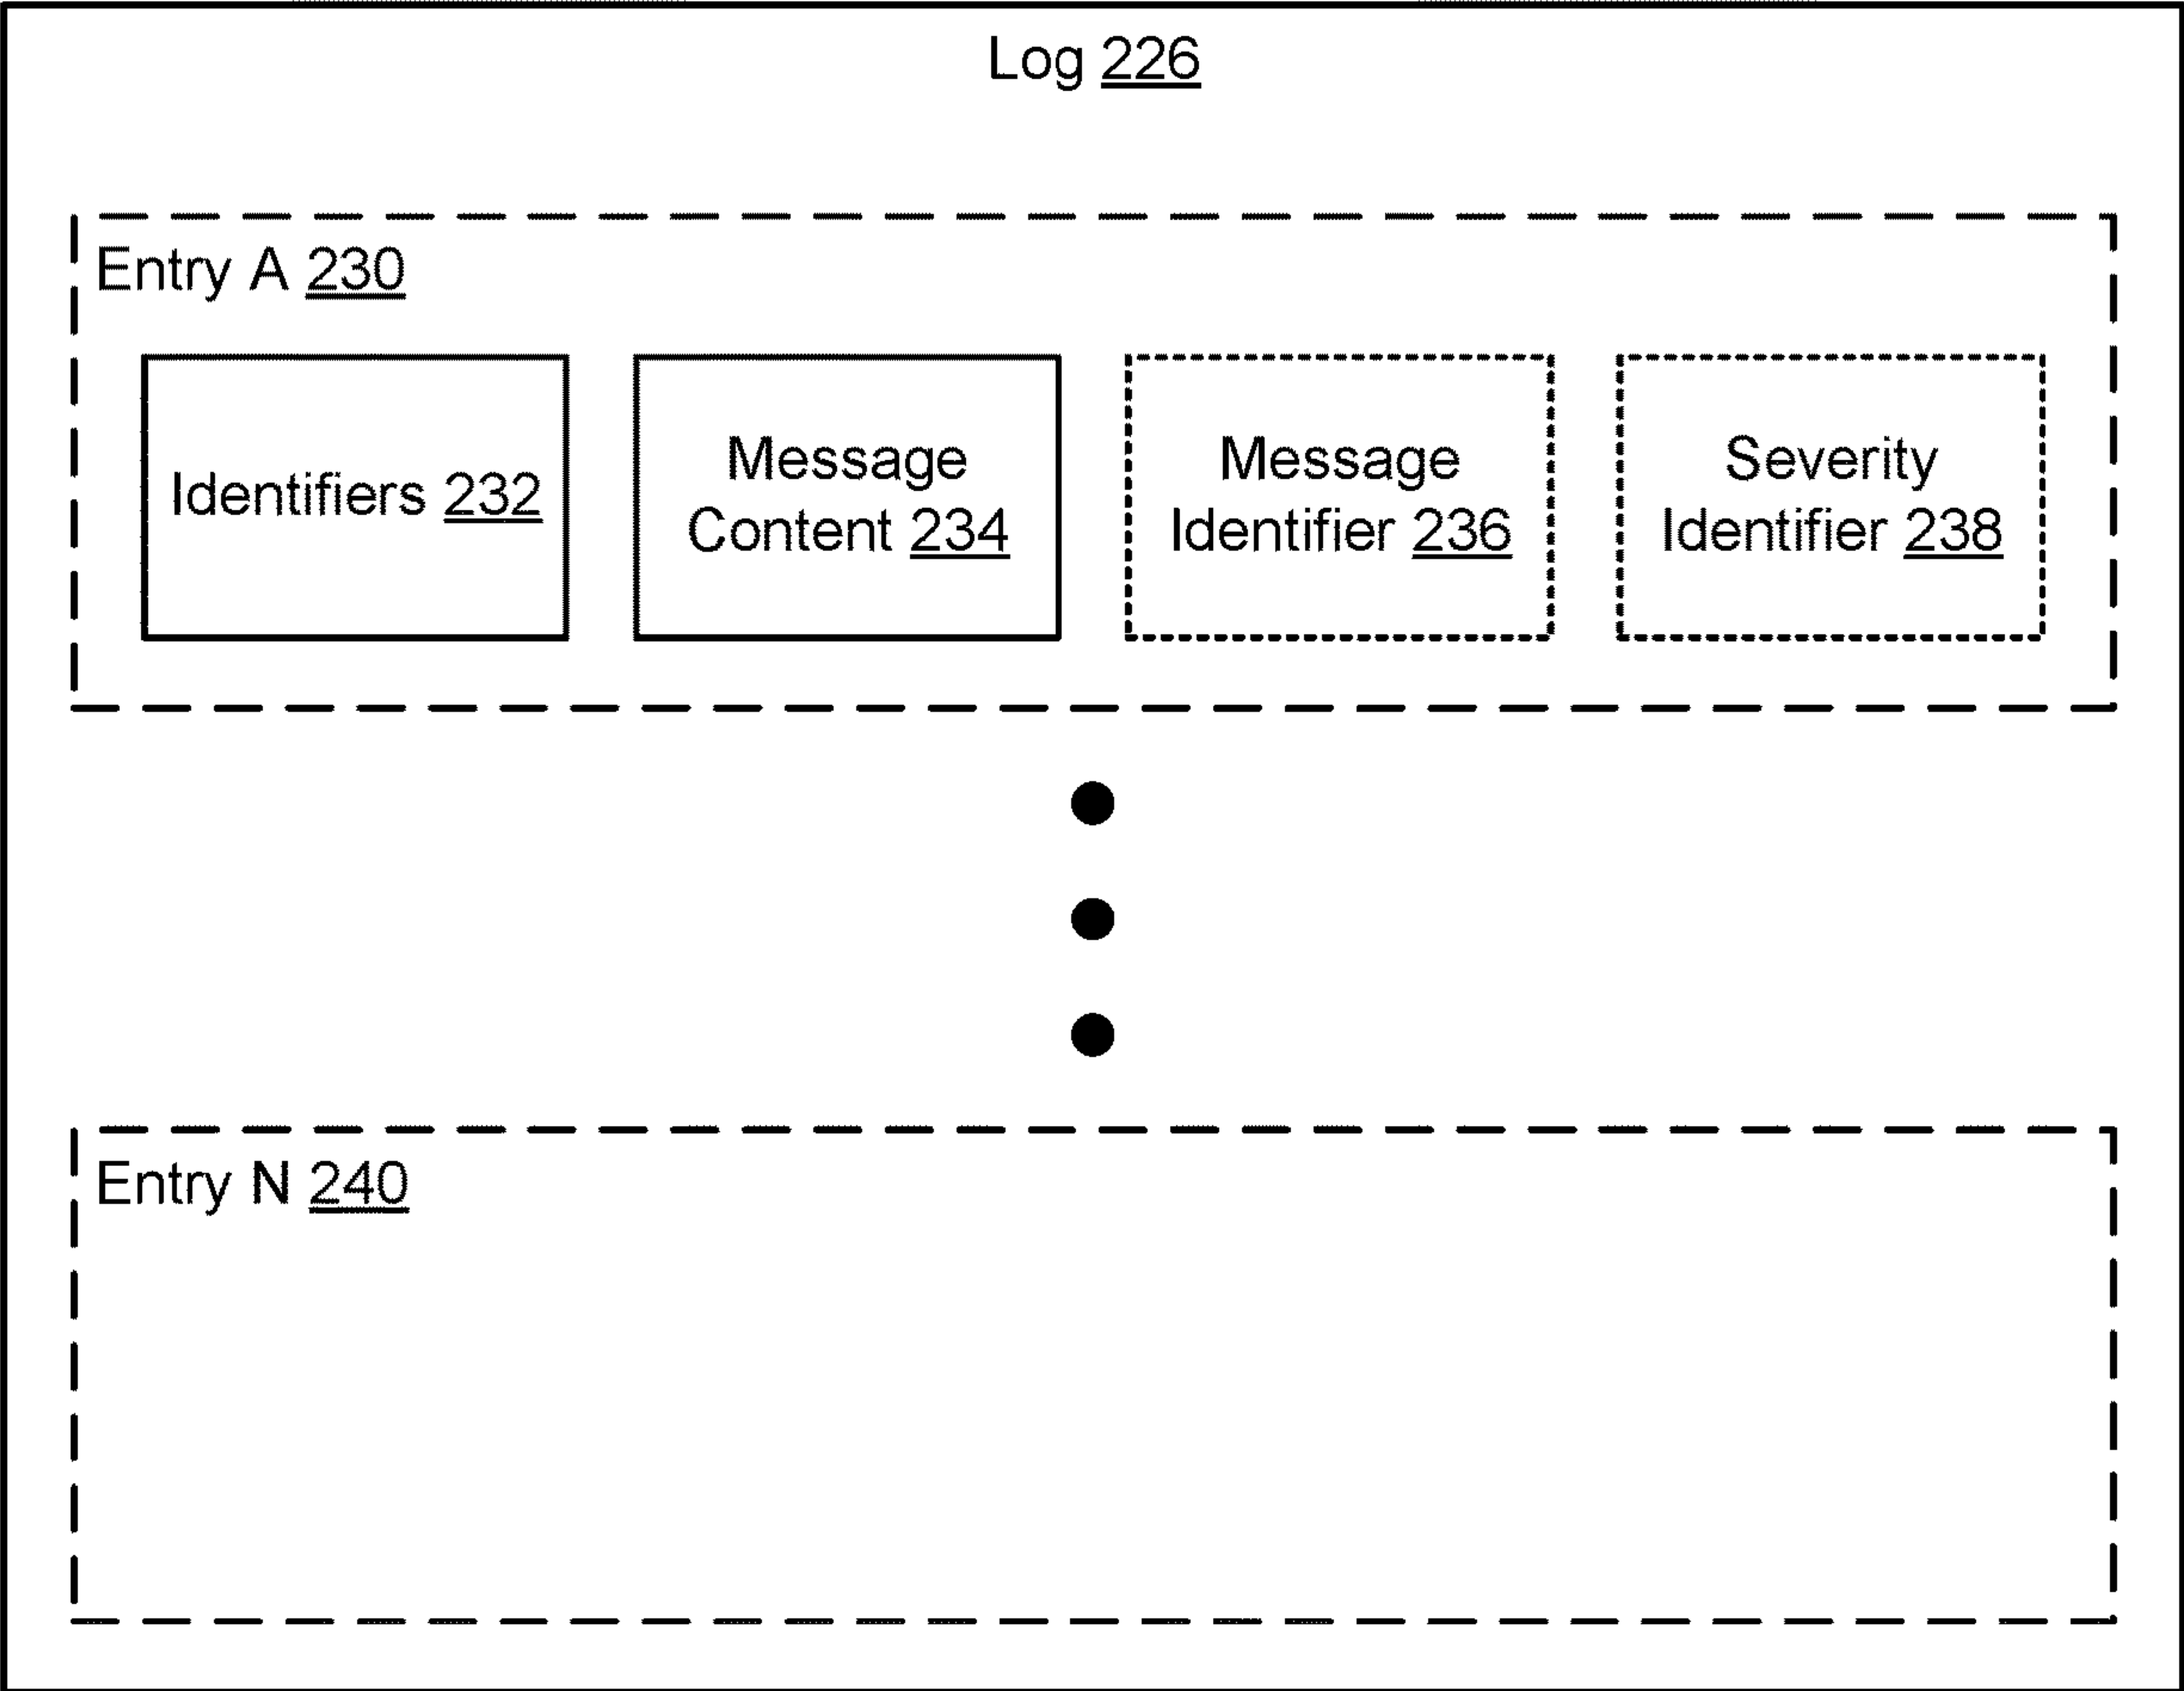 Log 226
Entry A 230
Identifiers 232
Message
Content 234
Message
Identifier 236
Severity
Identifier 238
Entry N 240